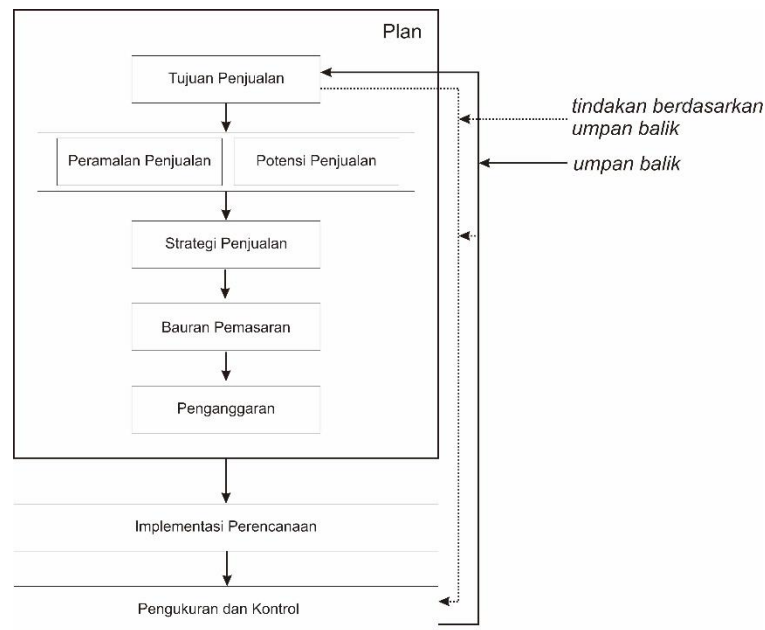 Plan
Tujuan Penjualan
tindakan berdasarkan
umpan balik
Peramalan Penjualan
Potensi Penjualan
umpan balik
Strategi Penjualan
Bauran Pemasaran
Penganggaran
Implementasi Perencanaan
Pengukuran dan Kontrol